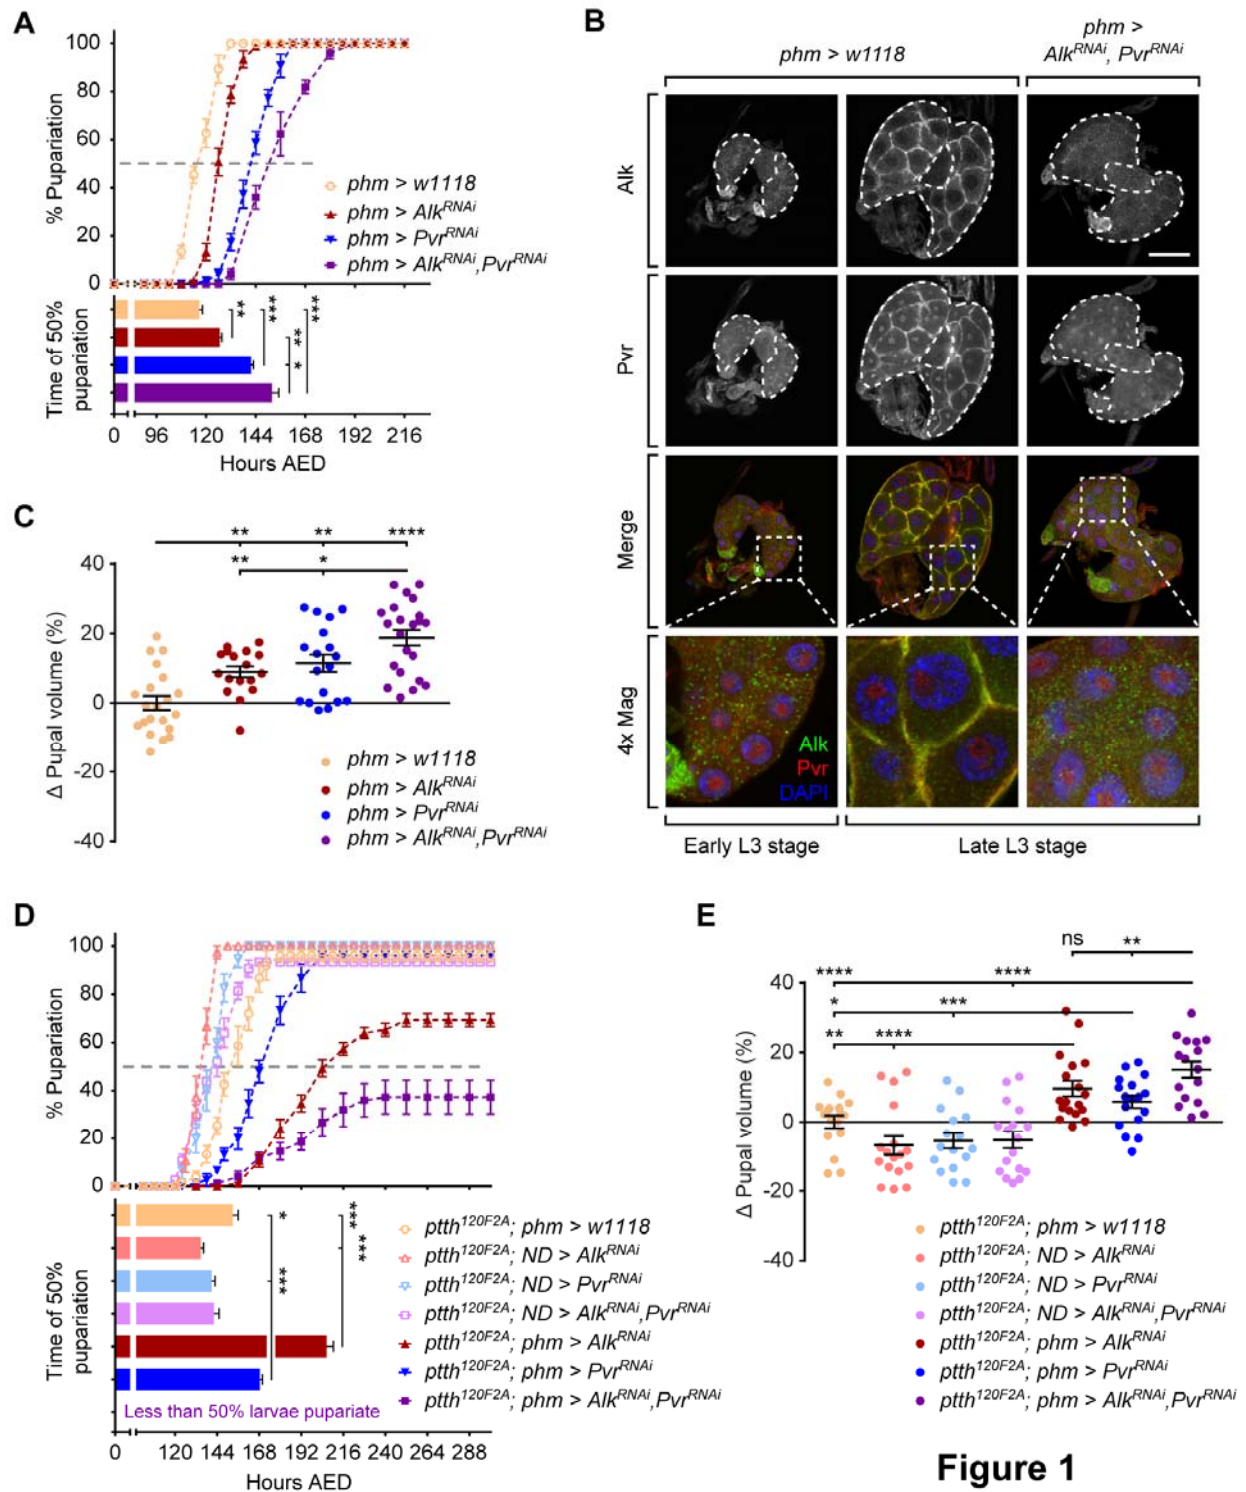 A
% Pupariation
100
80
60
40
20
0
phm > w1118
phm > Alk^RNAi
phm > Pvr^RNAi
phm > Alk^RNAi,Pvr^RNAi
Time of 50%
pupariation
**
***
***
*
***
0 96 120 144 168 192 216
Hours AED
B
phm > w1118
phm >
Alk^RNAi, Pvr^RNAi
Alk
Pvr
Merge
4x Mag
Alk
Pvr
DAPI
Early L3 stage
Late L3 stage
C
** ** ****
** *
Δ Pupal volume (%)
40
20
0
-20
-40
phm > w1118
phm > Alk^RNAi
phm > Pvr^RNAi
phm > Alk^RNAi,Pvr^RNAi
D
% Pupariation
100
80
60
40
20
0
Time of 50%
pupariation
*
***
***
***
ptth^120F2A; phm > w1118
ptth^120F2A; ND > Alk^RNAi
ptth^120F2A; ND > Pvr^RNAi
ptth^120F2A; ND > Alk^RNAi,Pvr^RNAi
ptth^120F2A; phm > Alk^RNAi
ptth^120F2A; phm > Pvr^RNAi
ptth^120F2A; phm > Alk^RNAi,Pvr^RNAi
Less than 50% larvae pupariate
0 120 144 168 192 216 240 264 288
Hours AED
E
ns **
**** ****
* ***
** ****
Δ Pupal volume (%)
40
20
0
-20
-40
ptth^120F2A; phm > w1118
ptth^120F2A; ND > Alk^RNAi
ptth^120F2A; ND > Pvr^RNAi
ptth^120F2A; ND > Alk^RNAi,Pvr^RNAi
ptth^120F2A; phm > Alk^RNAi
ptth^120F2A; phm > Pvr^RNAi
ptth^120F2A; phm > Alk^RNAi,Pvr^RNAi
Figure 1